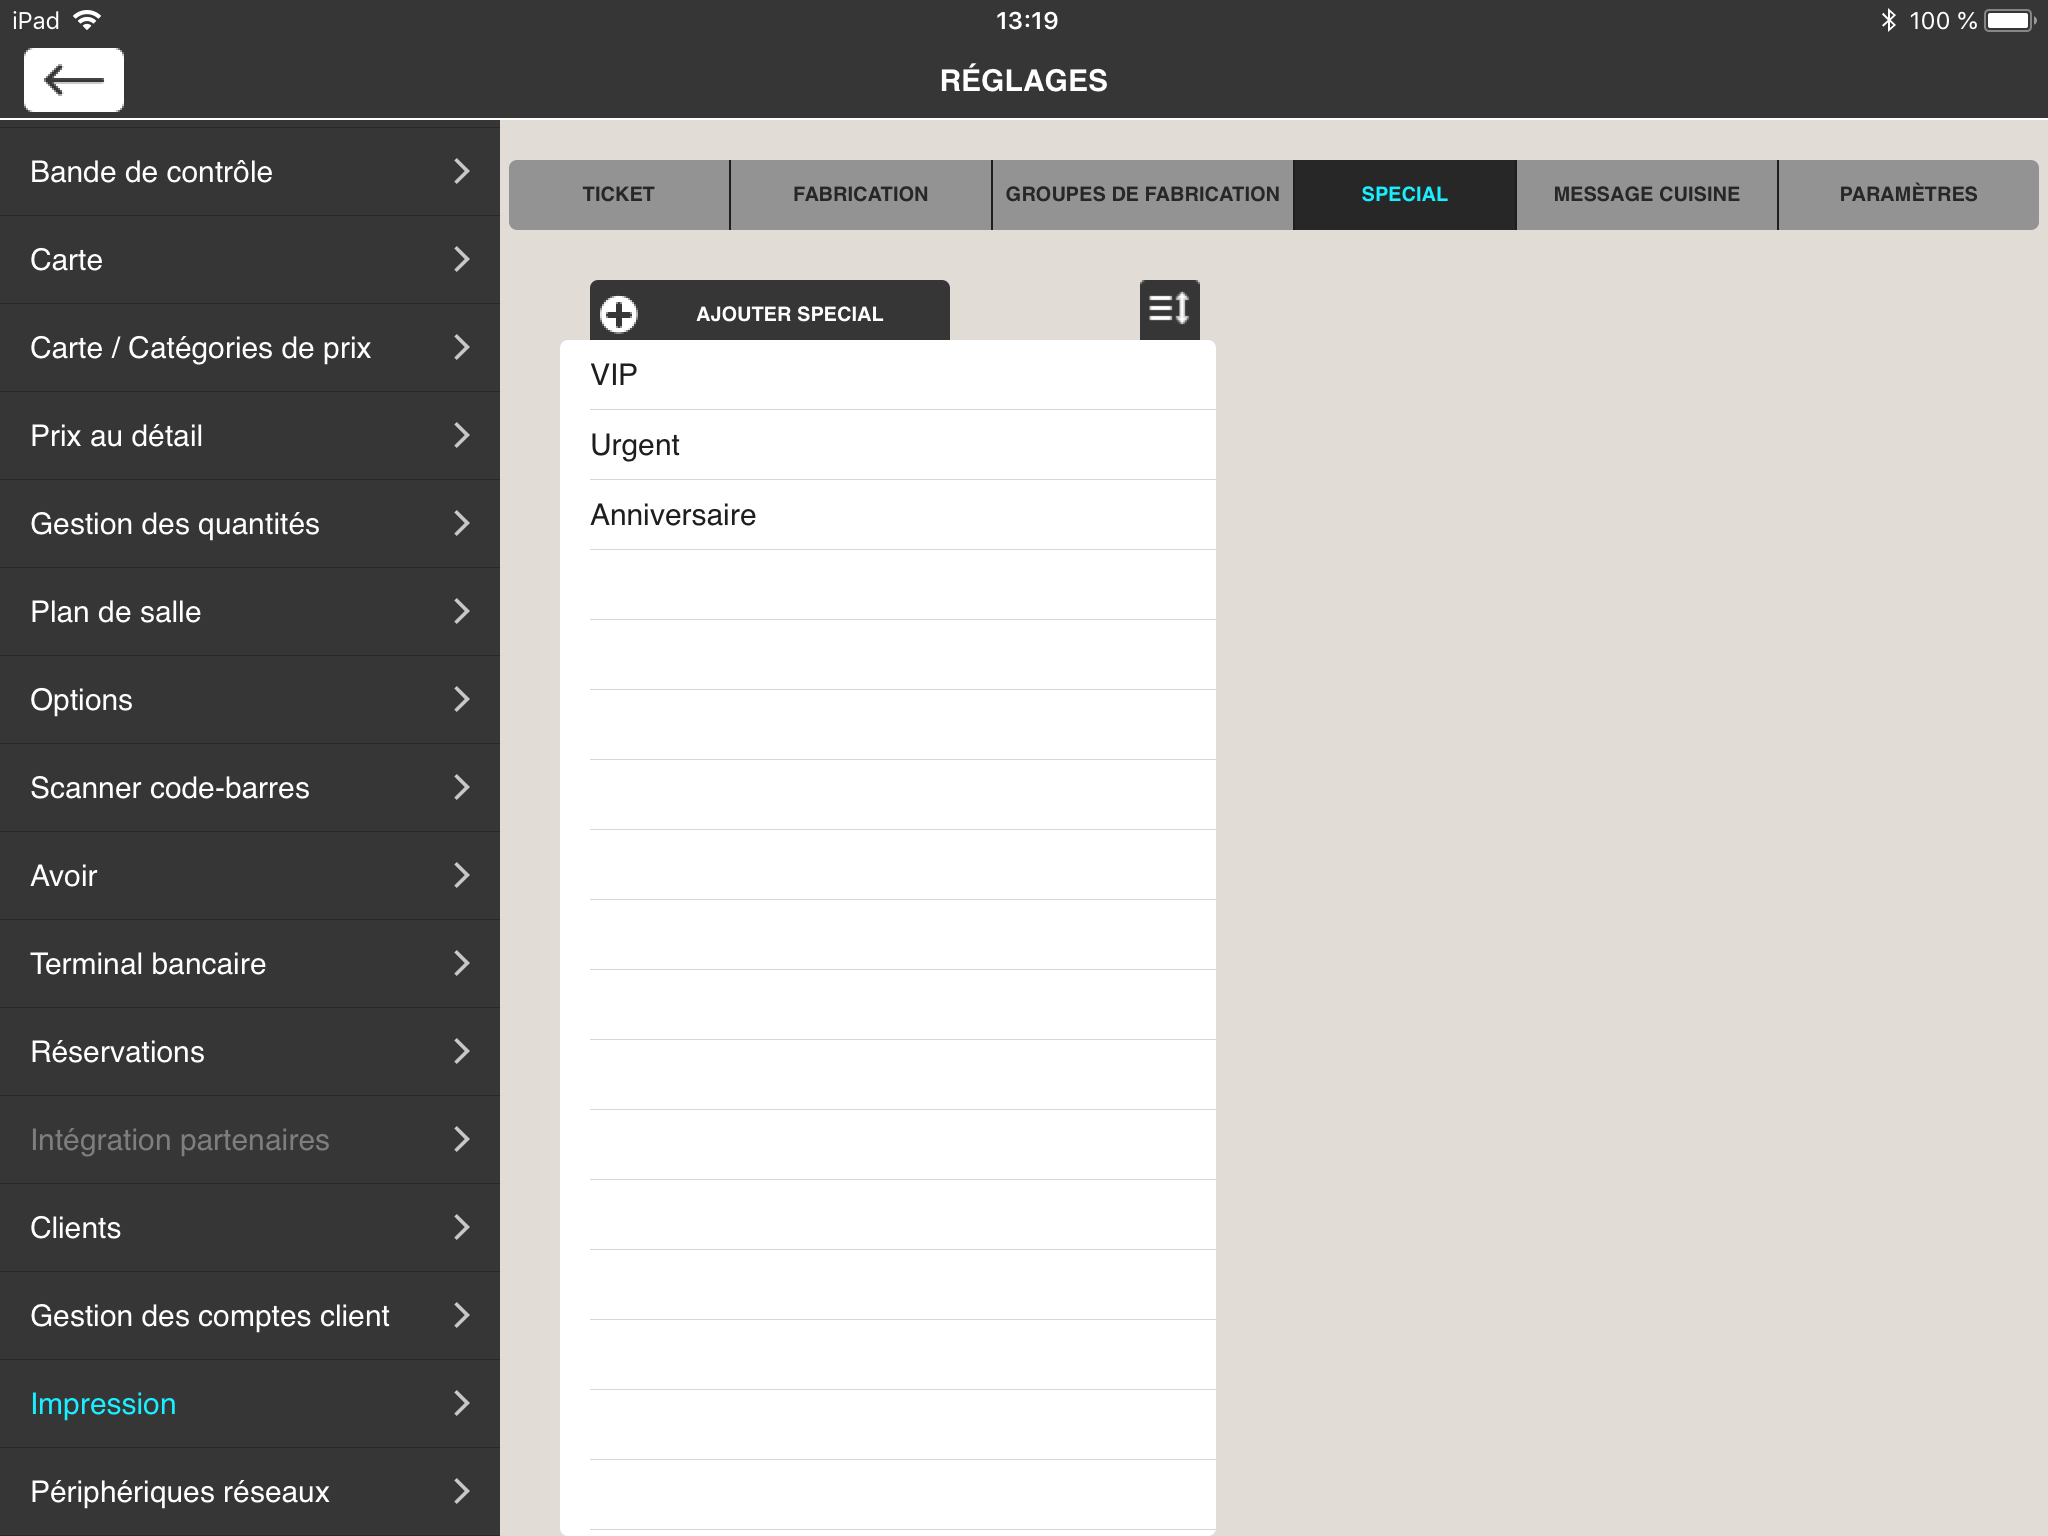 iPad
13:19
100 %
RÉGLAGES
Bande de contrôle
Carte
Carte / Catégories de prix
Prix au détail
Gestion des quantités
Plan de salle
Options
Scanner code-barres
Avoir
Terminal bancaire
Réservations
Intégration partenaires
Clients
Gestion des comptes client
Impression
Périphériques réseaux
TICKET
FABRICATION
GROUPES DE FABRICATION
SPECIAL
MESSAGE CUISINE
PARAMÈTRES
AJOUTER SPECIAL
VIP
Urgent
Anniversaire